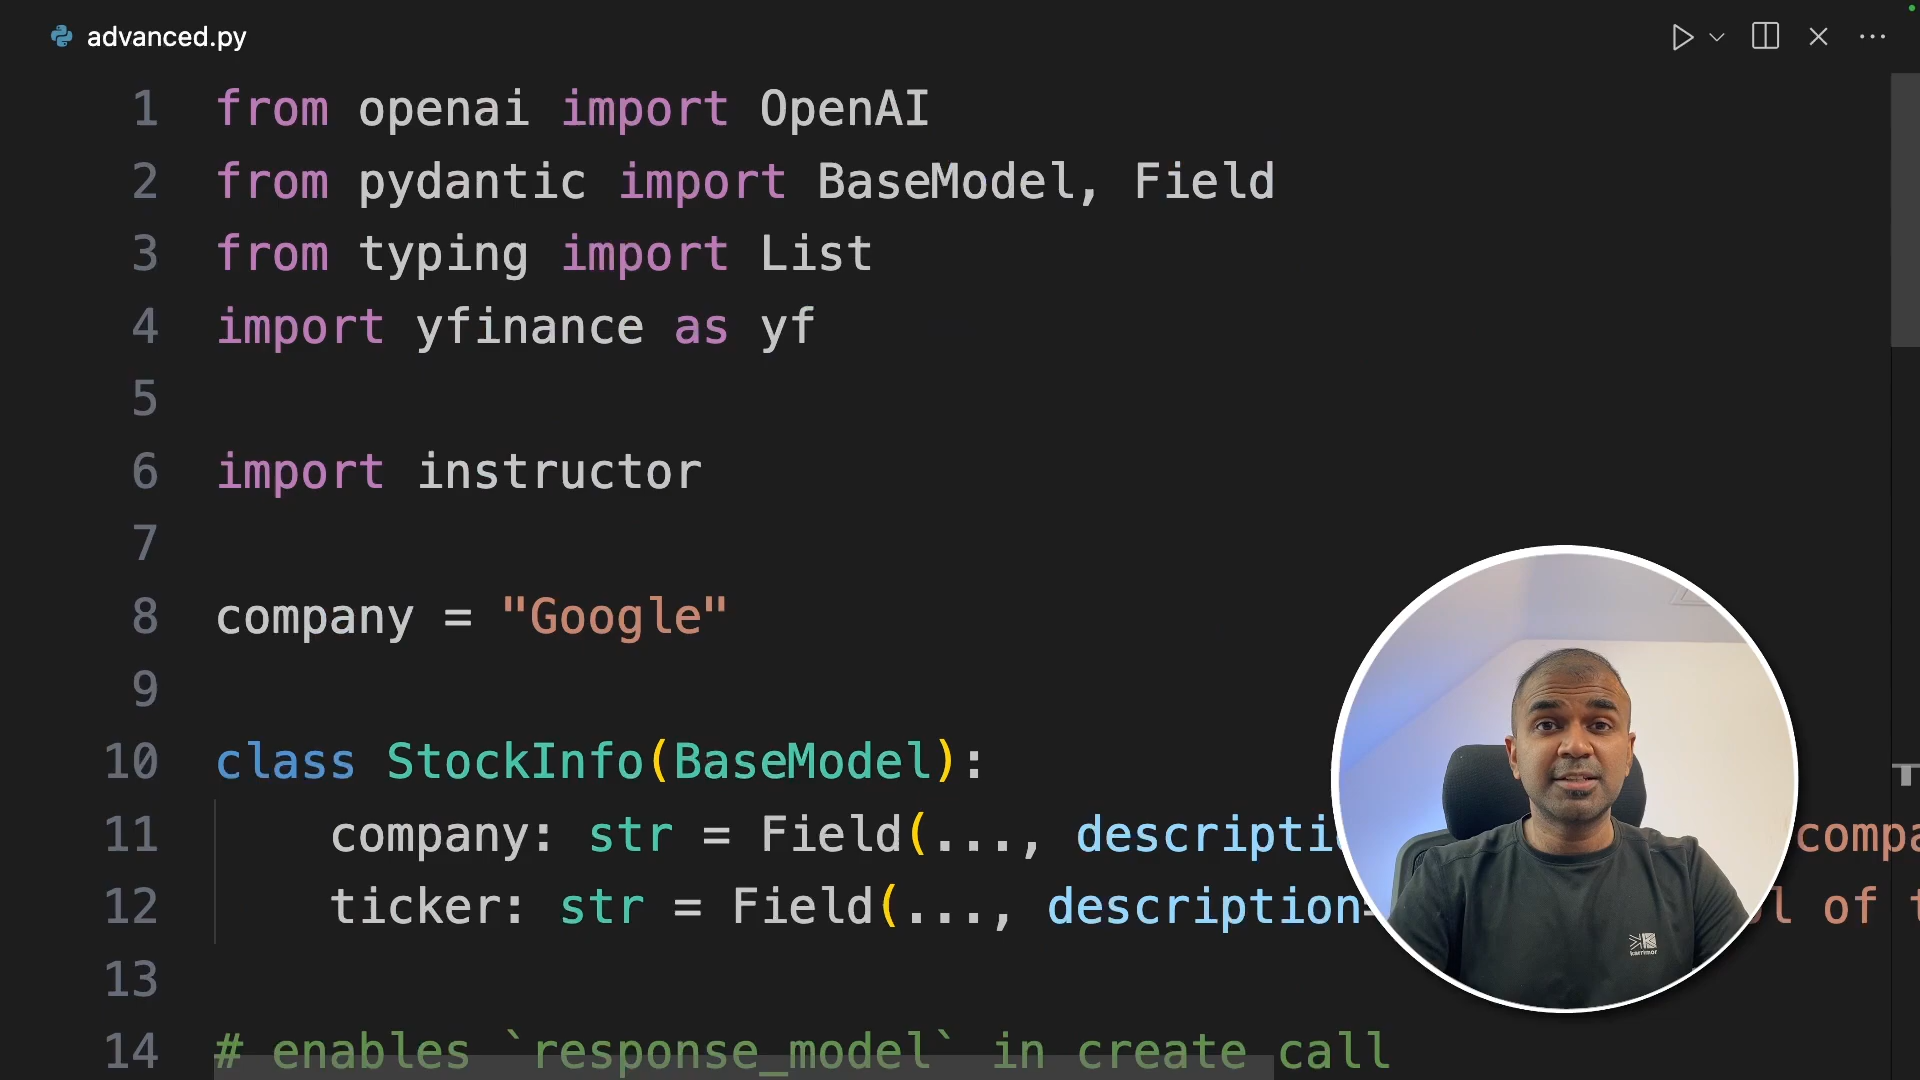 advanced.py
1 from openai import OpenAI
2 from pydantic import BaseModel, Field
3 from typing import List
4 import yfinance as yf
5
6 import instructor
7
8 company = "Google"
9
10 class StockInfo(BaseModel):
11     company: str = Field(..., descripti compa
12     ticker: str = Field(..., description= l of t
13
14 # enables `response_model` in create call
karrimor